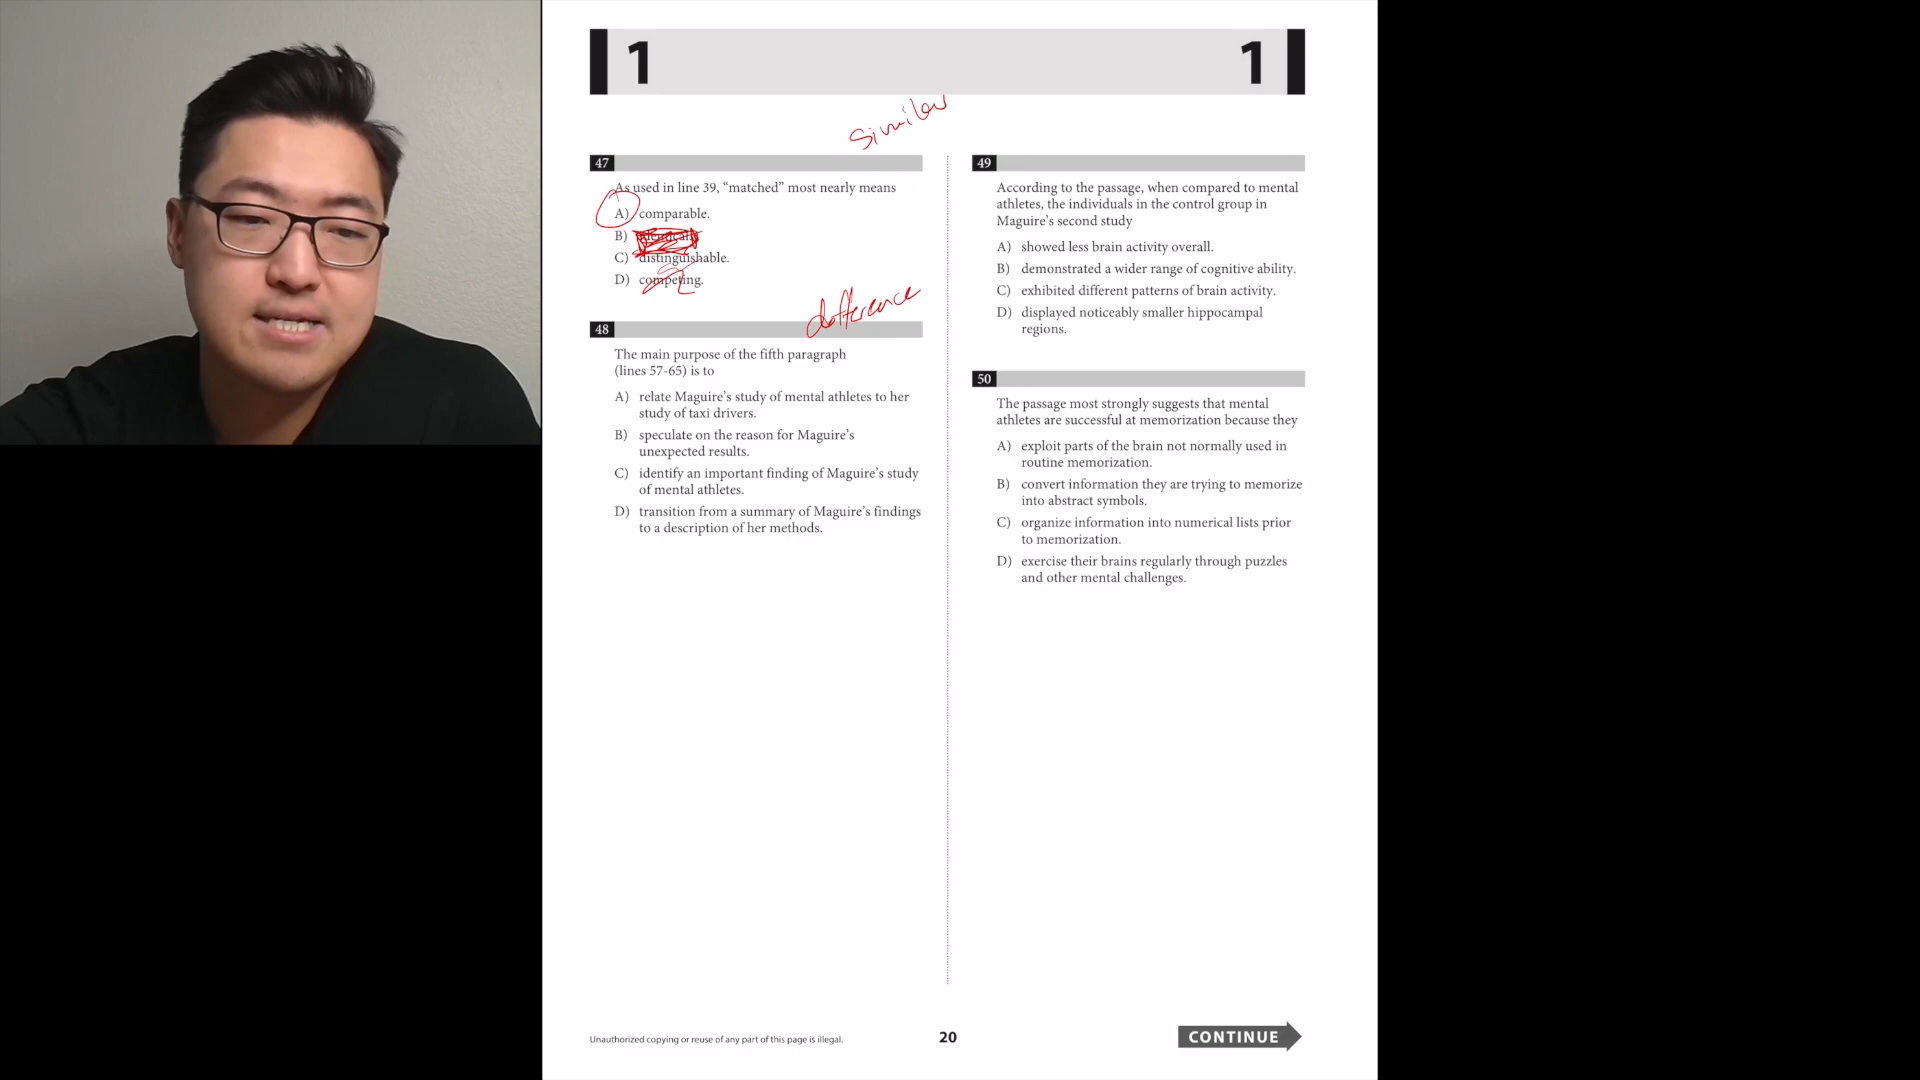 1 1
similar
47
As used in line 39, “matched” most nearly means
A) comparable.
B) identical.
C) distinguishable.
D) competing.
difference
48
The main purpose of the fifth paragraph
(lines 57-65) is to
A) relate Maguire’s study of mental athletes to her
study of taxi drivers.
B) speculate on the reason for Maguire’s
unexpected results.
C) identify an important finding of Maguire’s study
of mental athletes.
D) transition from a summary of Maguire’s findings
to a description of her methods.
49
According to the passage, when compared to mental
athletes, the individuals in the control group in
Maguire’s second study
A) showed less brain activity overall.
B) demonstrated a wider range of cognitive ability.
C) exhibited different patterns of brain activity.
D) displayed noticeably smaller hippocampal
regions.
50
The passage most strongly suggests that mental
athletes are successful at memorization because they
A) exploit parts of the brain not normally used in
routine memorization.
B) convert information they are trying to memorize
into abstract symbols.
C) organize information into numerical lists prior
to memorization.
D) exercise their brains regularly through puzzles
and other mental challenges.
Unauthorized copying or reuse of any part of this page is illegal.
20
CONTINUE